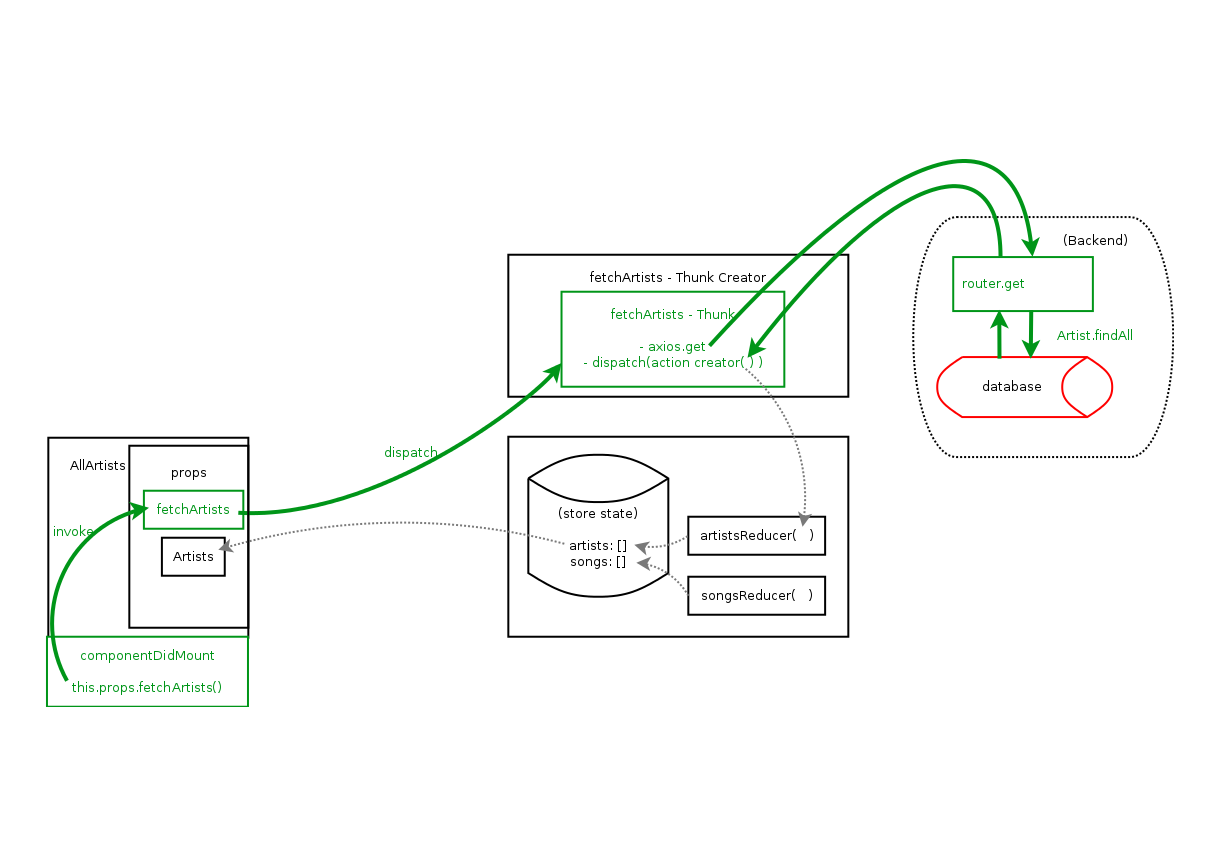 (Backend)
router.get
Artist.findAll
database
fetchArtists - Thunk Creator
fetchArtists - Thunk
- axios.get
- dispatch(action creator( ) )
dispatch
AllArtists
props
fetchArtists
invoke
Artists
componentDidMount
this.props.fetchArtists()
(store state)
artists: []
songs: []
artistsReducer( )
songsReducer( )